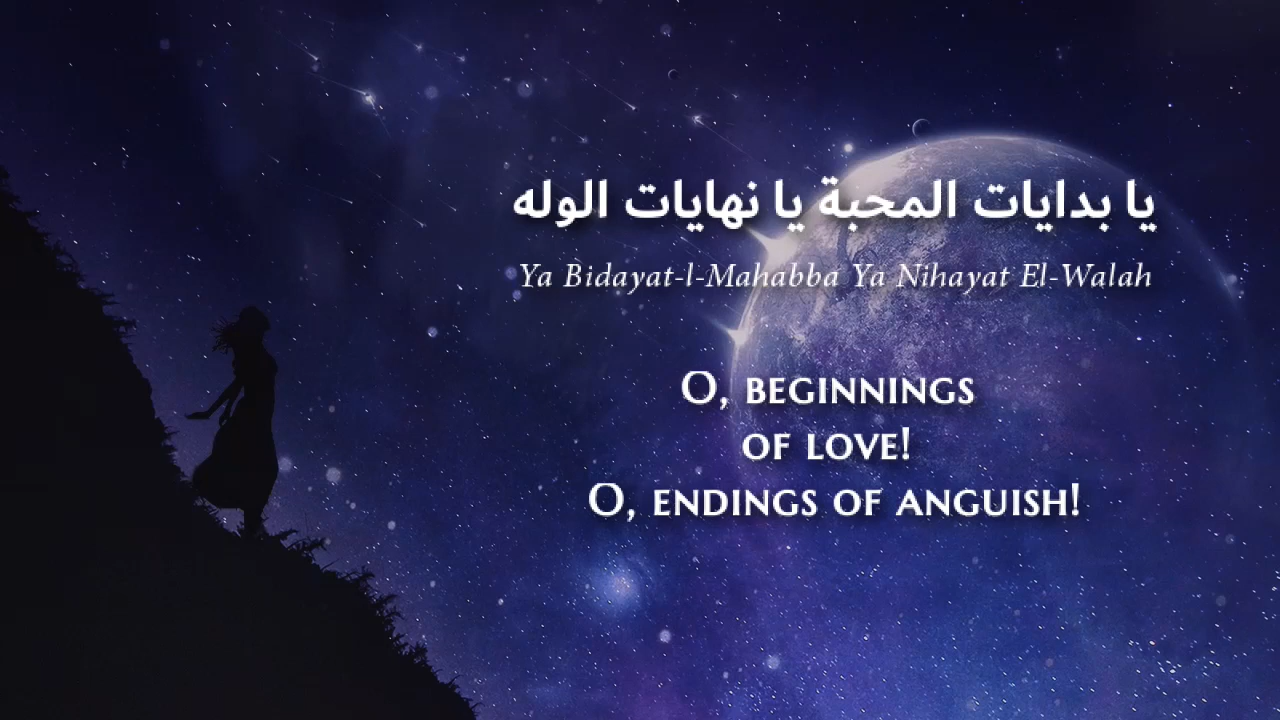 يا بدايات المحبة يا نهايات الوله
Ya Bidayat-l-Mahabba Ya Nihayat El-Walah
O, BEGINNINGS
OF LOVE!
O, ENDINGS OF ANGUISH!